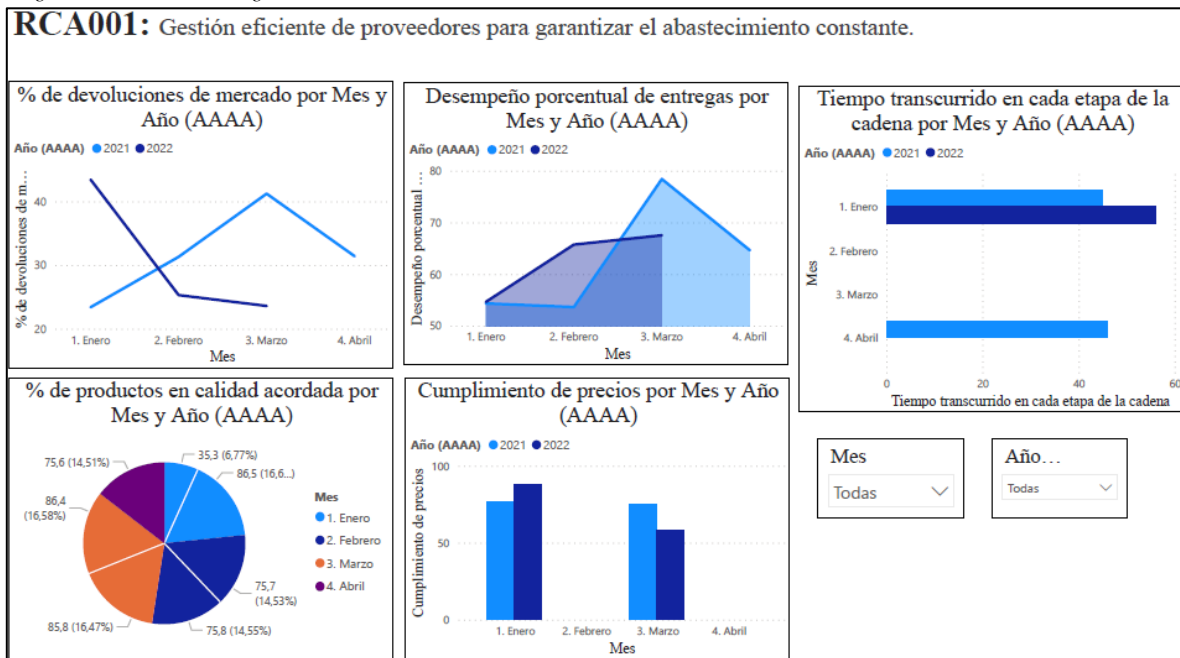 RCA001: Gestión eficiente de proveedores para garantizar el abastecimiento constante.
% de devoluciones de mercado por Mes y
Año (AAAA)
Año (AAAA) 2021 2022
% de devoluciones de m...
40
30
20
1. Enero 2. Febrero 3. Marzo 4. Abril
Mes
Desempeño porcentual de entregas por
Mes y Año (AAAA)
Año (AAAA) 2021 2022
Desempeño porcentual ...
80
70
60
50
1. Enero 2. Febrero 3. Marzo 4. Abril
Mes
Tiempo transcurrido en cada etapa de la
cadena por Mes y Año (AAAA)
Año (AAAA) 2021 2022
Mes
1. Enero
2. Febrero
3. Marzo
4. Abril
0 20 40 60
Tiempo transcurrido en cada etapa de la cadena
% de productos en calidad acordada por
Mes y Año (AAAA)
35,3 (6,77%)
86,5 (16,6...)
75,7
(14,53%)
75,8 (14,55%)
85,8 (16,47%)
86,4
(16,58%)
75,6 (14,51%)
Mes
1. Enero
2. Febrero
3. Marzo
4. Abril
Cumplimiento de precios por Mes y Año
(AAAA)
Año (AAAA) 2021 2022
Cumplimiento de precios
100
50
0
1. Enero 2. Febrero 3. Marzo 4. Abril
Mes
Mes
Todas
Año...
Todas